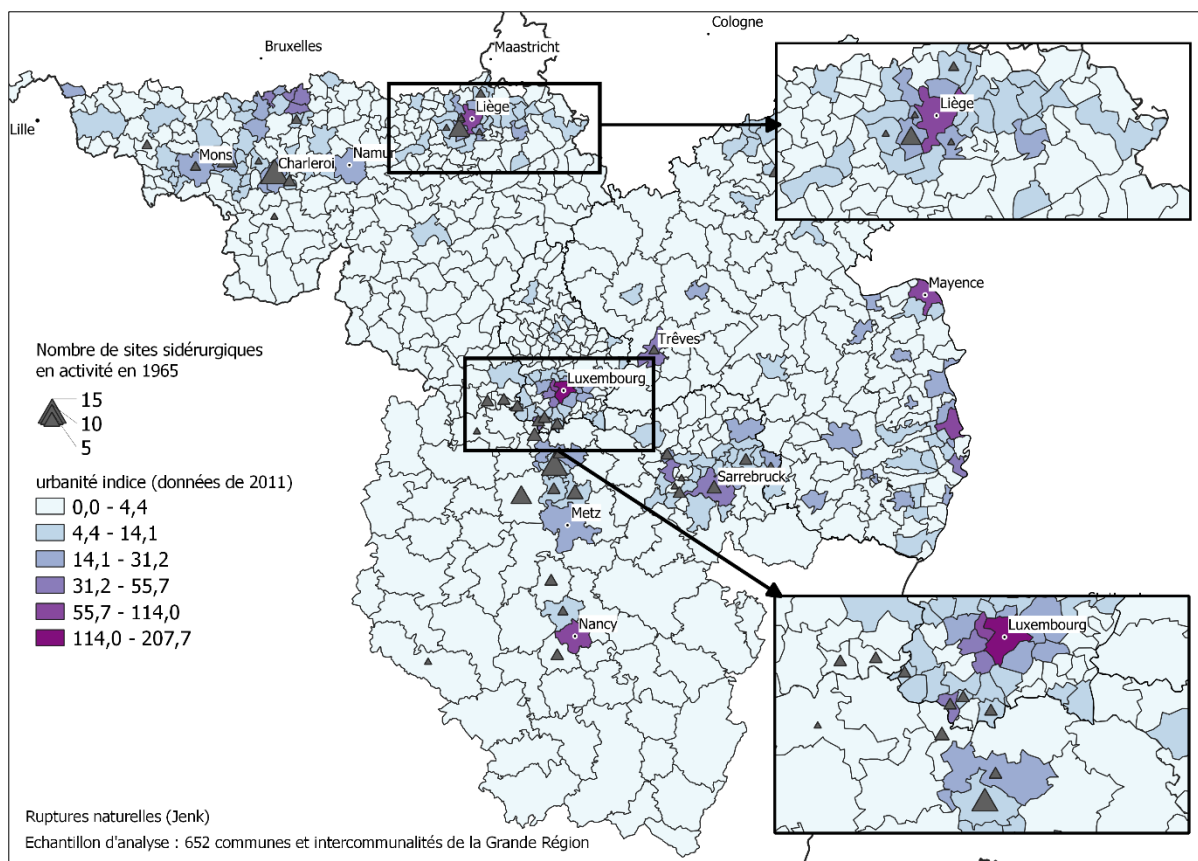 Cologne
Bruxelles
Maastricht
Liège
Liège
Lille
Mons
Charleroi
Namur
Mayence
Trêves
Nombre de sites sidérurgiques
en activité en 1965
15
10
5
Luxembourg
urbanité indice (données de 2011)
0,0 - 4,4
4,4 - 14,1
14,1 - 31,2
31,2 - 55,7
55,7 - 114,0
114,0 - 207,7
Sarrebruck
Metz
Nancy
Luxembourg
Ruptures naturelles (Jenk)
Echantillon d'analyse : 652 communes et intercommunalités de la Grande Région